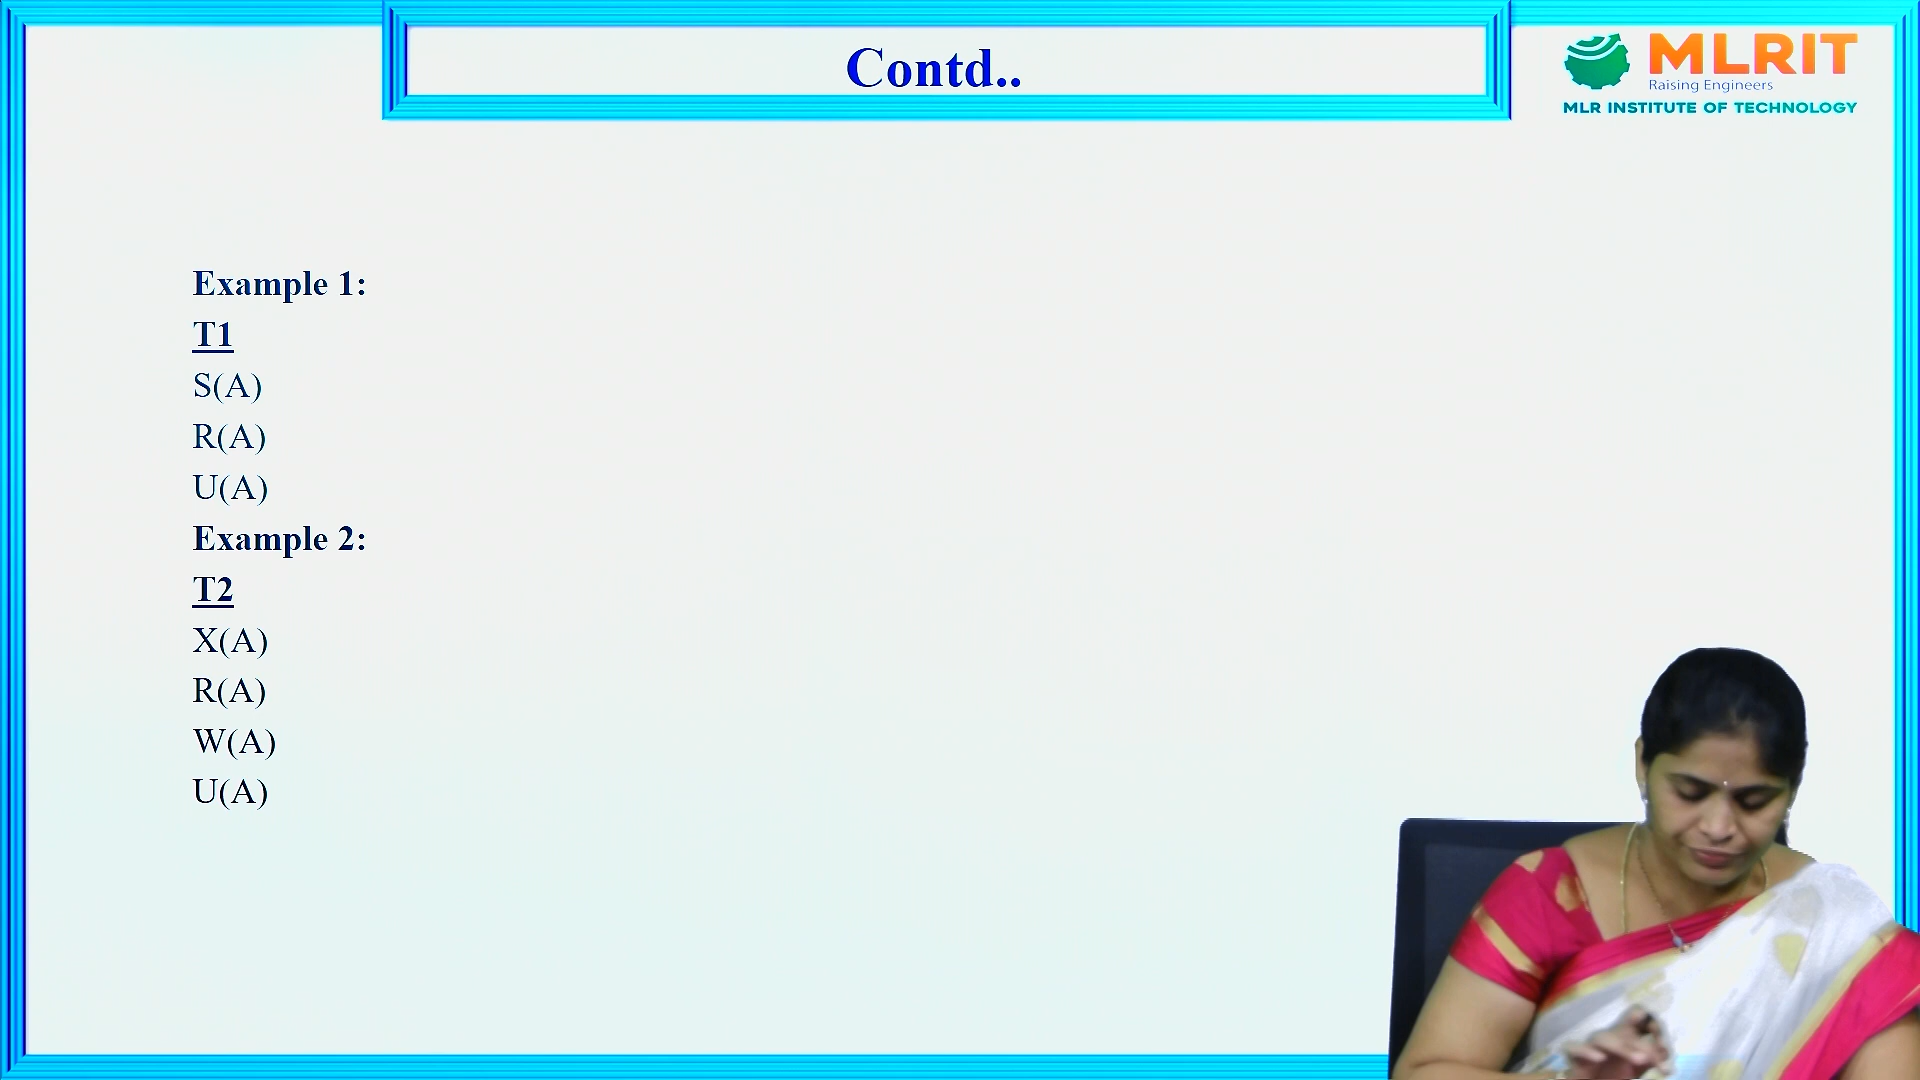 Contd..
MLRIT
Raising Engineers
MLR INSTITUTE OF TECHNOLOGY
Example 1:
T1
S(A)
R(A)
U(A)
Example 2:
T2
X(A)
R(A)
W(A)
U(A)